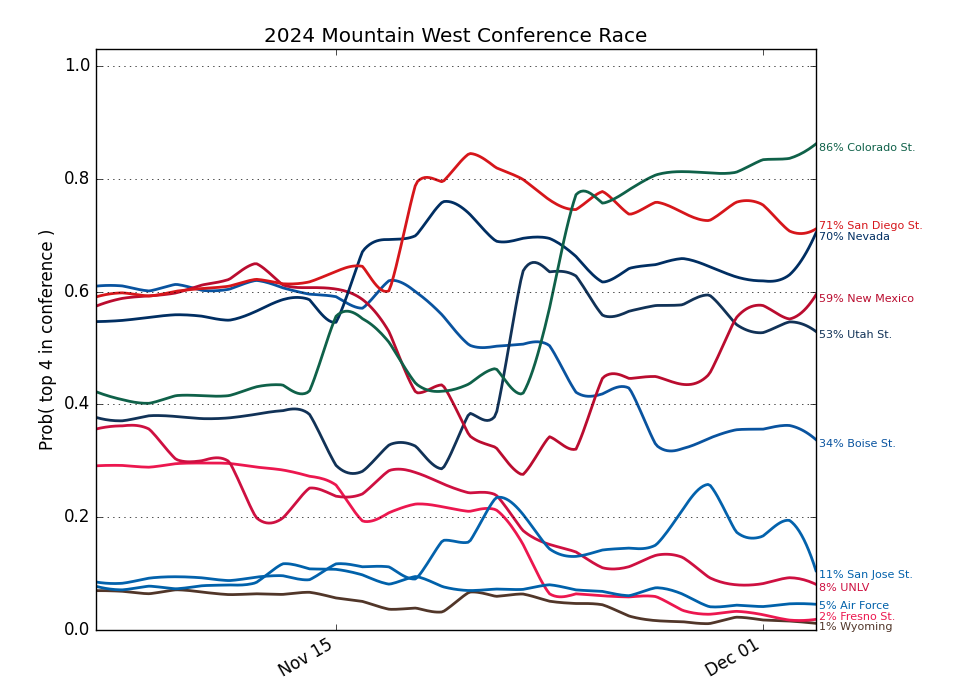 2024 Mountain West Conference Race
Prob( top 4 in conference )
1.0
0.8
0.6
0.4
0.2
0.0
Nov 15
Dec 01
86% Colorado St.
71% San Diego St.
70% Nevada
59% New Mexico
53% Utah St.
34% Boise St.
11% San Jose St.
8% UNLV
5% Air Force
2% Fresno St.
1% Wyoming